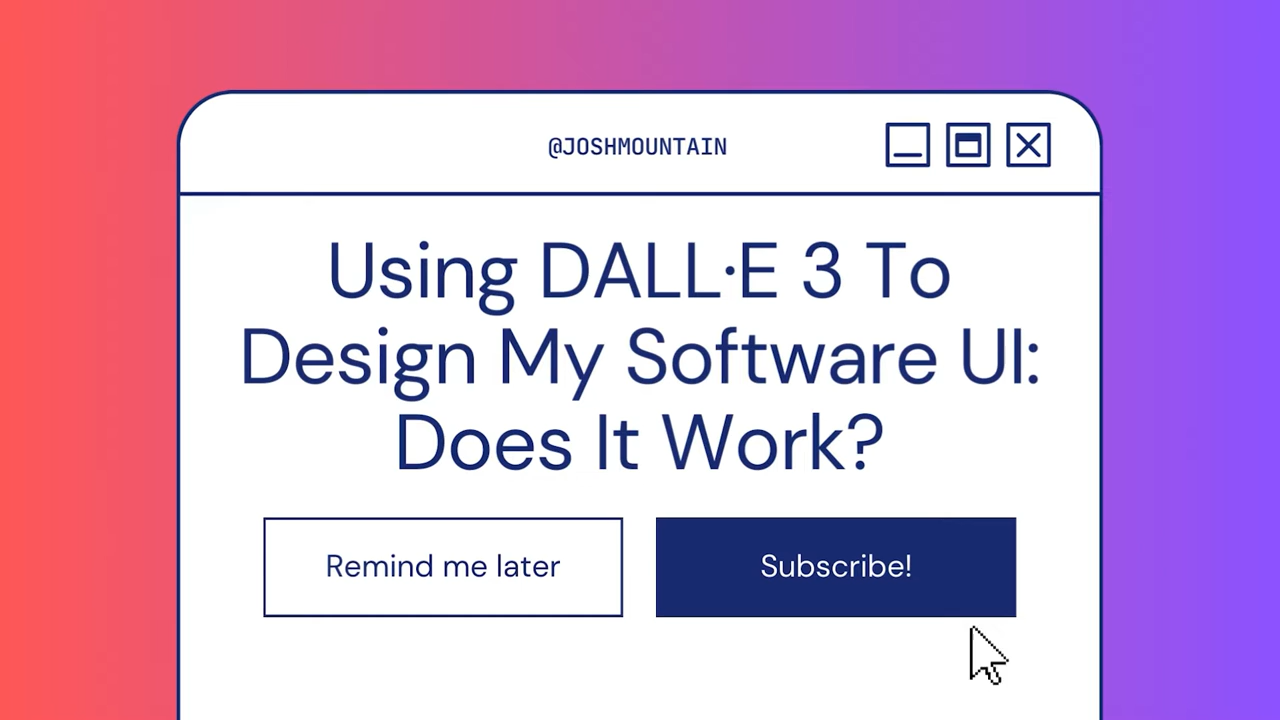 @JOSHMOUNTAIN
Using DALL·E 3 To
Design My Software UI:
Does It Work?
Remind me later
Subscribe!